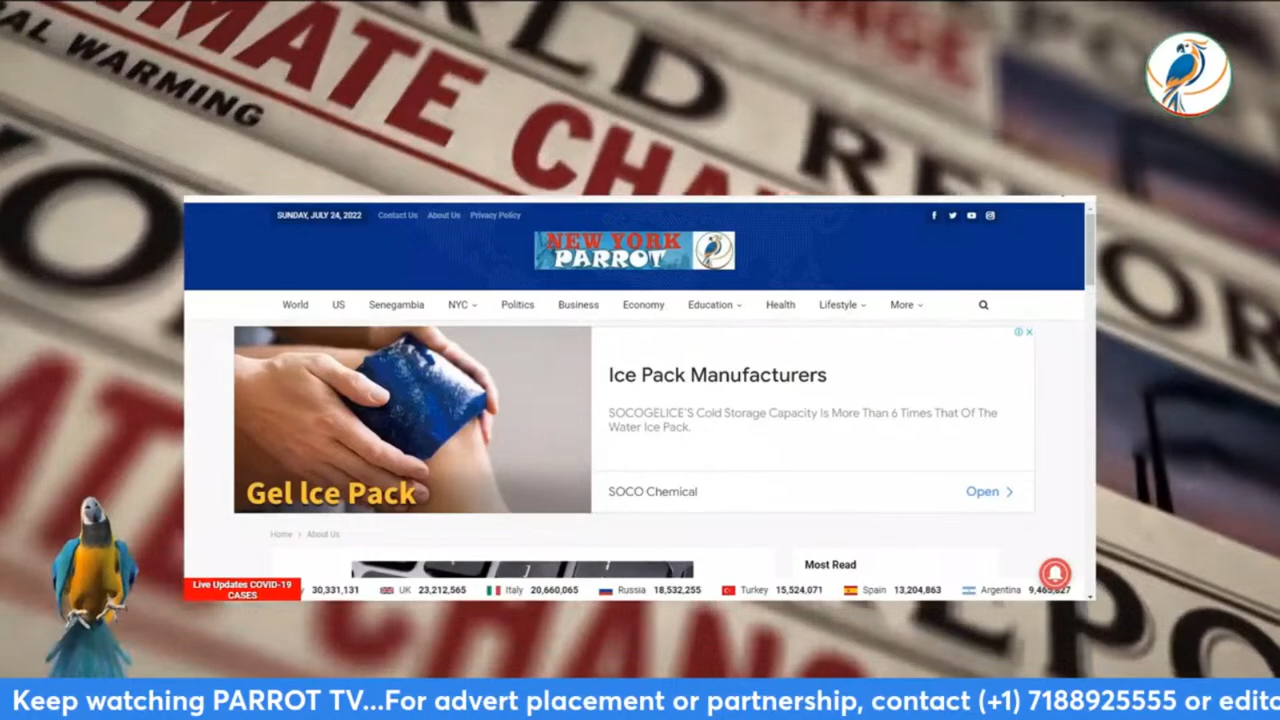 CLIMATE CHANGE
WORLD REPORT
AL WARMING
SUNDAY, JULY 24, 2022 Contact Us About Us Privacy Policy
NEW YORK
PARROT
World US Senegambia NYC Politics Business Economy Education Health Lifestyle More
Ice Pack Manufacturers
SOCOGELICE'S Cold Storage Capacity Is More Than 6 Times That Of The
Water Ice Pack.
Gel Ice Pack
SOCO Chemical Open
Home > About Us
Most Read
Live Updates COVID-19
CASES
30,331,131 UK 23,212,565 Italy 20,660,065 Russia 18,532,255 Turkey 15,524,071 Spain 13,204,863 Argentina
Keep watching PARROT TV...For advert placement or partnership, contact (+1) 7188925555 or edito